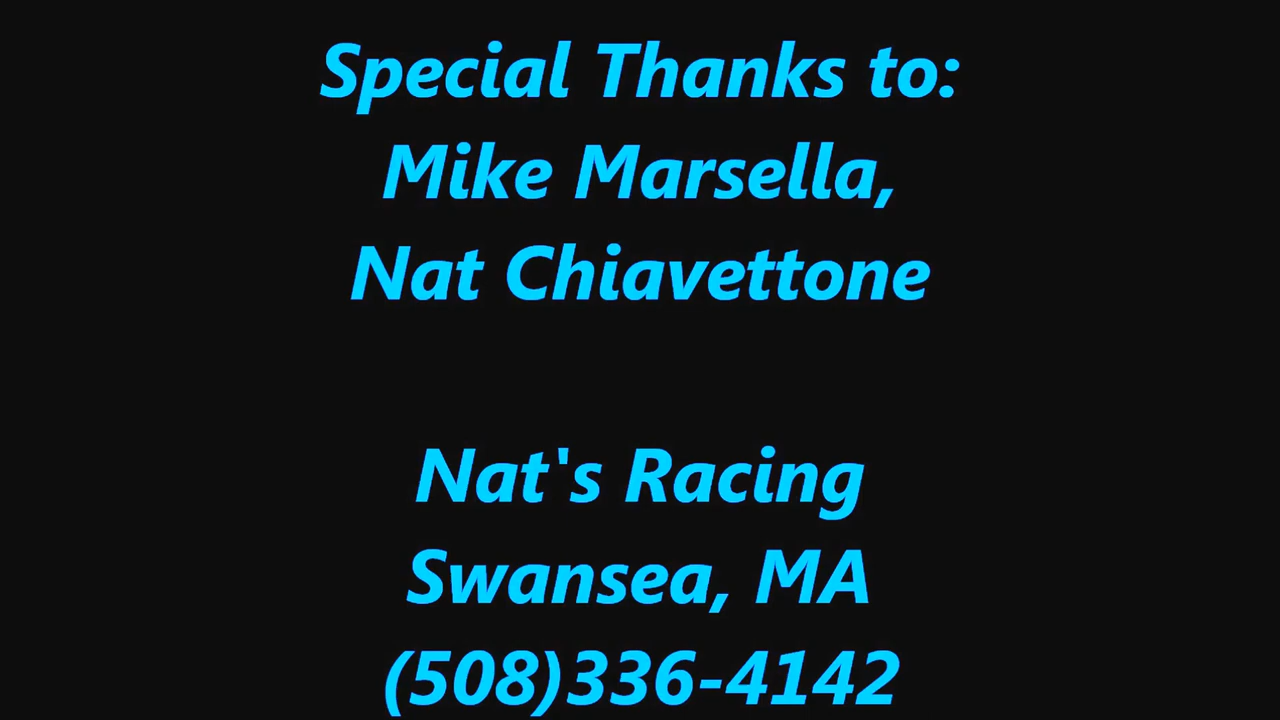 Special Thanks to:
Mike Marsella,
Nat Chiavettone
Nat's Racing
Swansea, MA
(508)336-4142